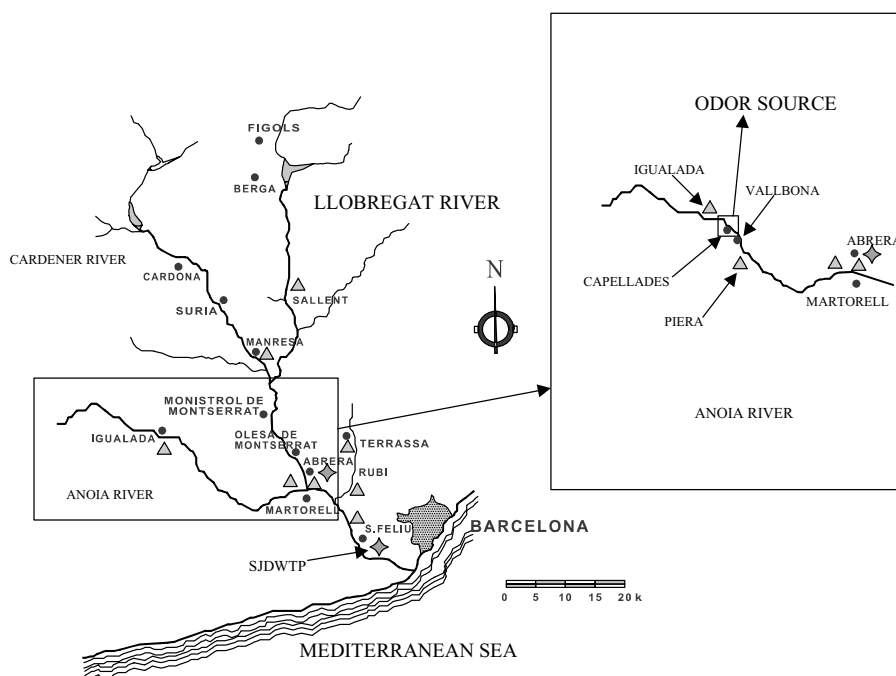 FIGOLS
BERGA
LLOBREGAT RIVER
CARDENER RIVER
CARDONA
SURIA
SALLENT
MANRESA
N
MONISTROL DE
MONTSERRAT
IGUALADA
OLESA DE
MONTSERRAT
TERRASSA
ABRERA
RUBI
ANOIA RIVER
MARTORELL
S.FELIU
BARCELONA
SJDWTP
0 5 10 15 20 k
MEDITERRANEAN SEA
ODOR SOURCE
IGUALADA
VALLBONA
ABRERA
CAPELLADES
MARTORELL
PIERA
ANOIA RIVER